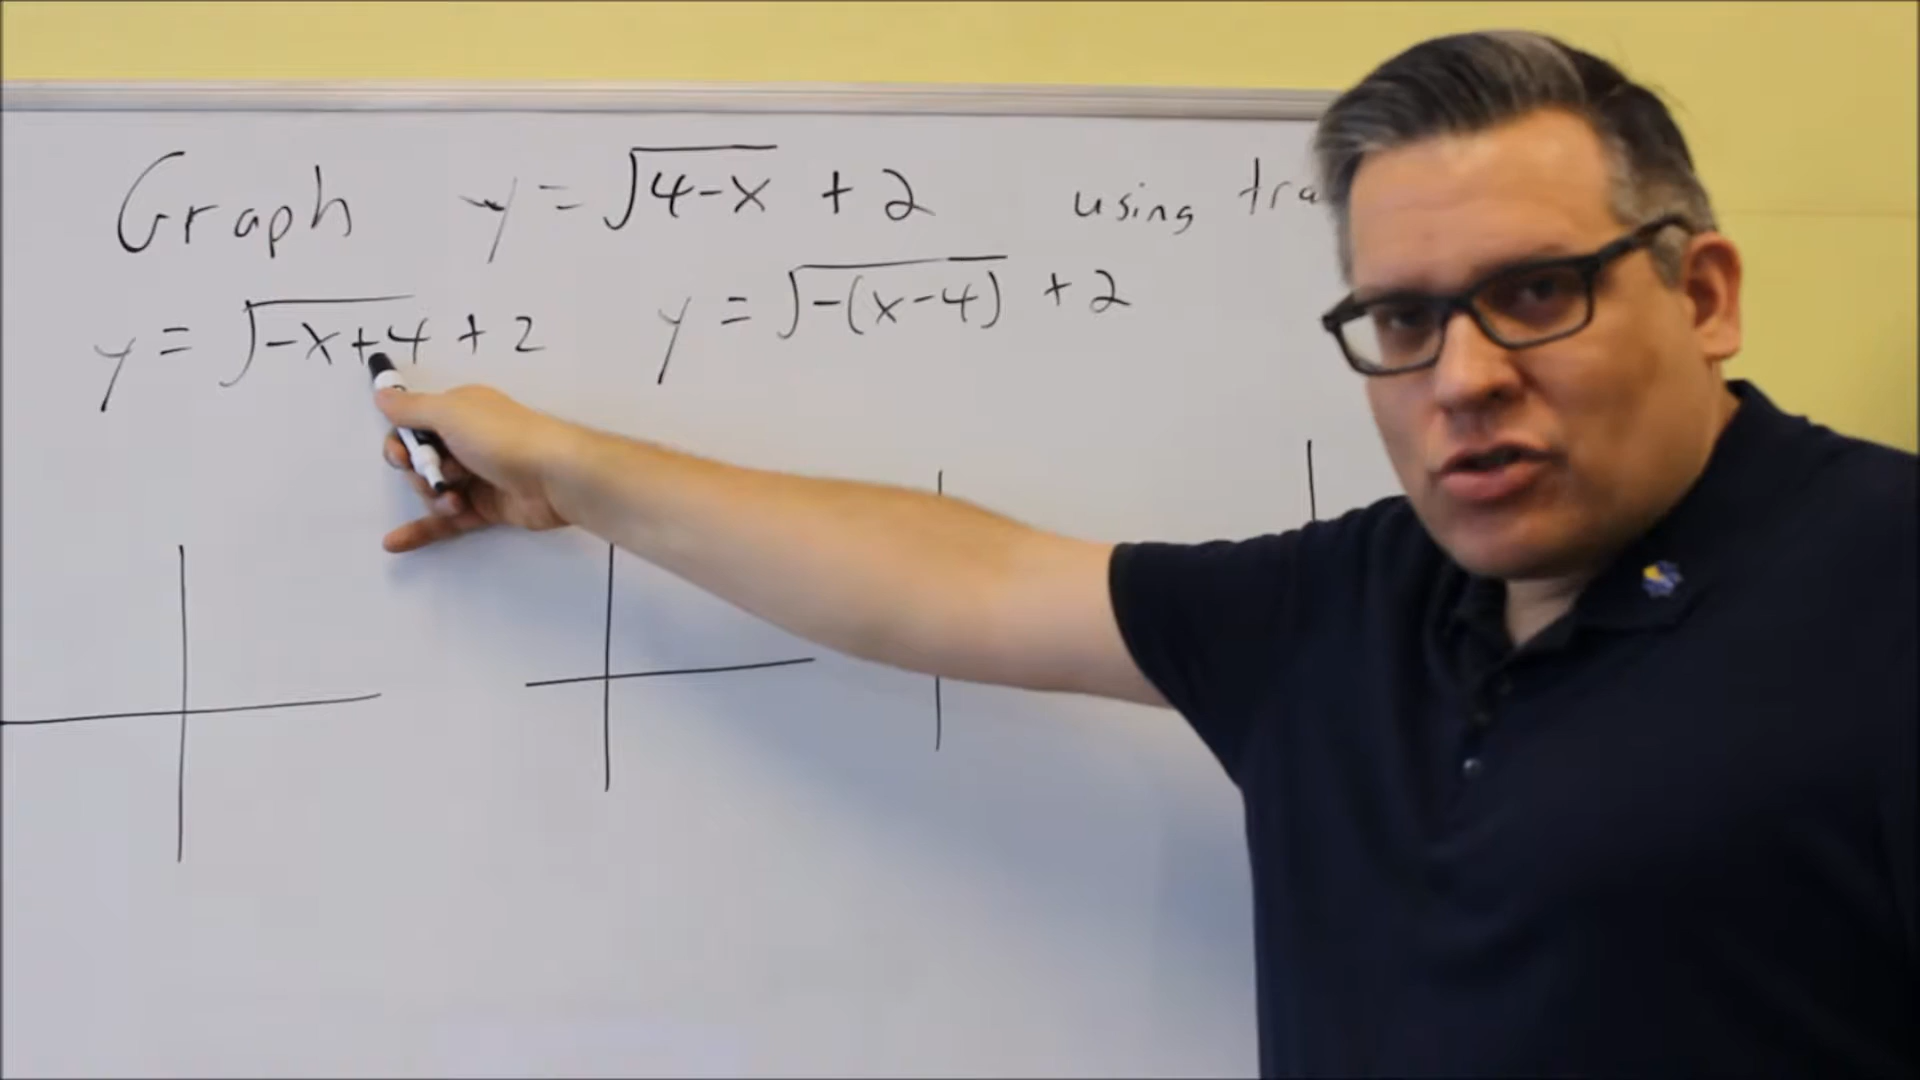 Graph y = √(4-x) + 2 using
y = √(-x+4) + 2 y = √(-(x-4)) + 2